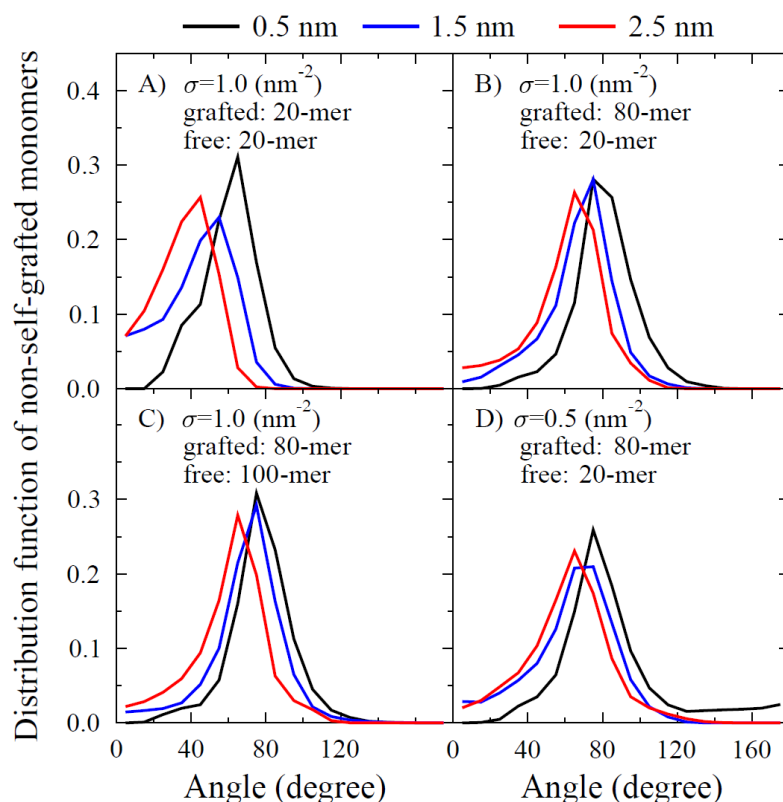 0.5 nm 1.5 nm 2.5 nm
Distribution function of non-self-grafted monomers
A) σ=1.0 (nm⁻²)
grafted: 20-mer
free: 20-mer
B) σ=1.0 (nm⁻²)
grafted: 80-mer
free: 20-mer
0.4
0.3
0.2
0.1
0.0
C) σ=1.0 (nm⁻²)
grafted: 80-mer
free: 100-mer
D) σ=0.5 (nm⁻²)
grafted: 80-mer
free: 20-mer
0.3
0.2
0.1
0.0
0 40 80 120 0 40 80 120 160
Angle (degree) Angle (degree)